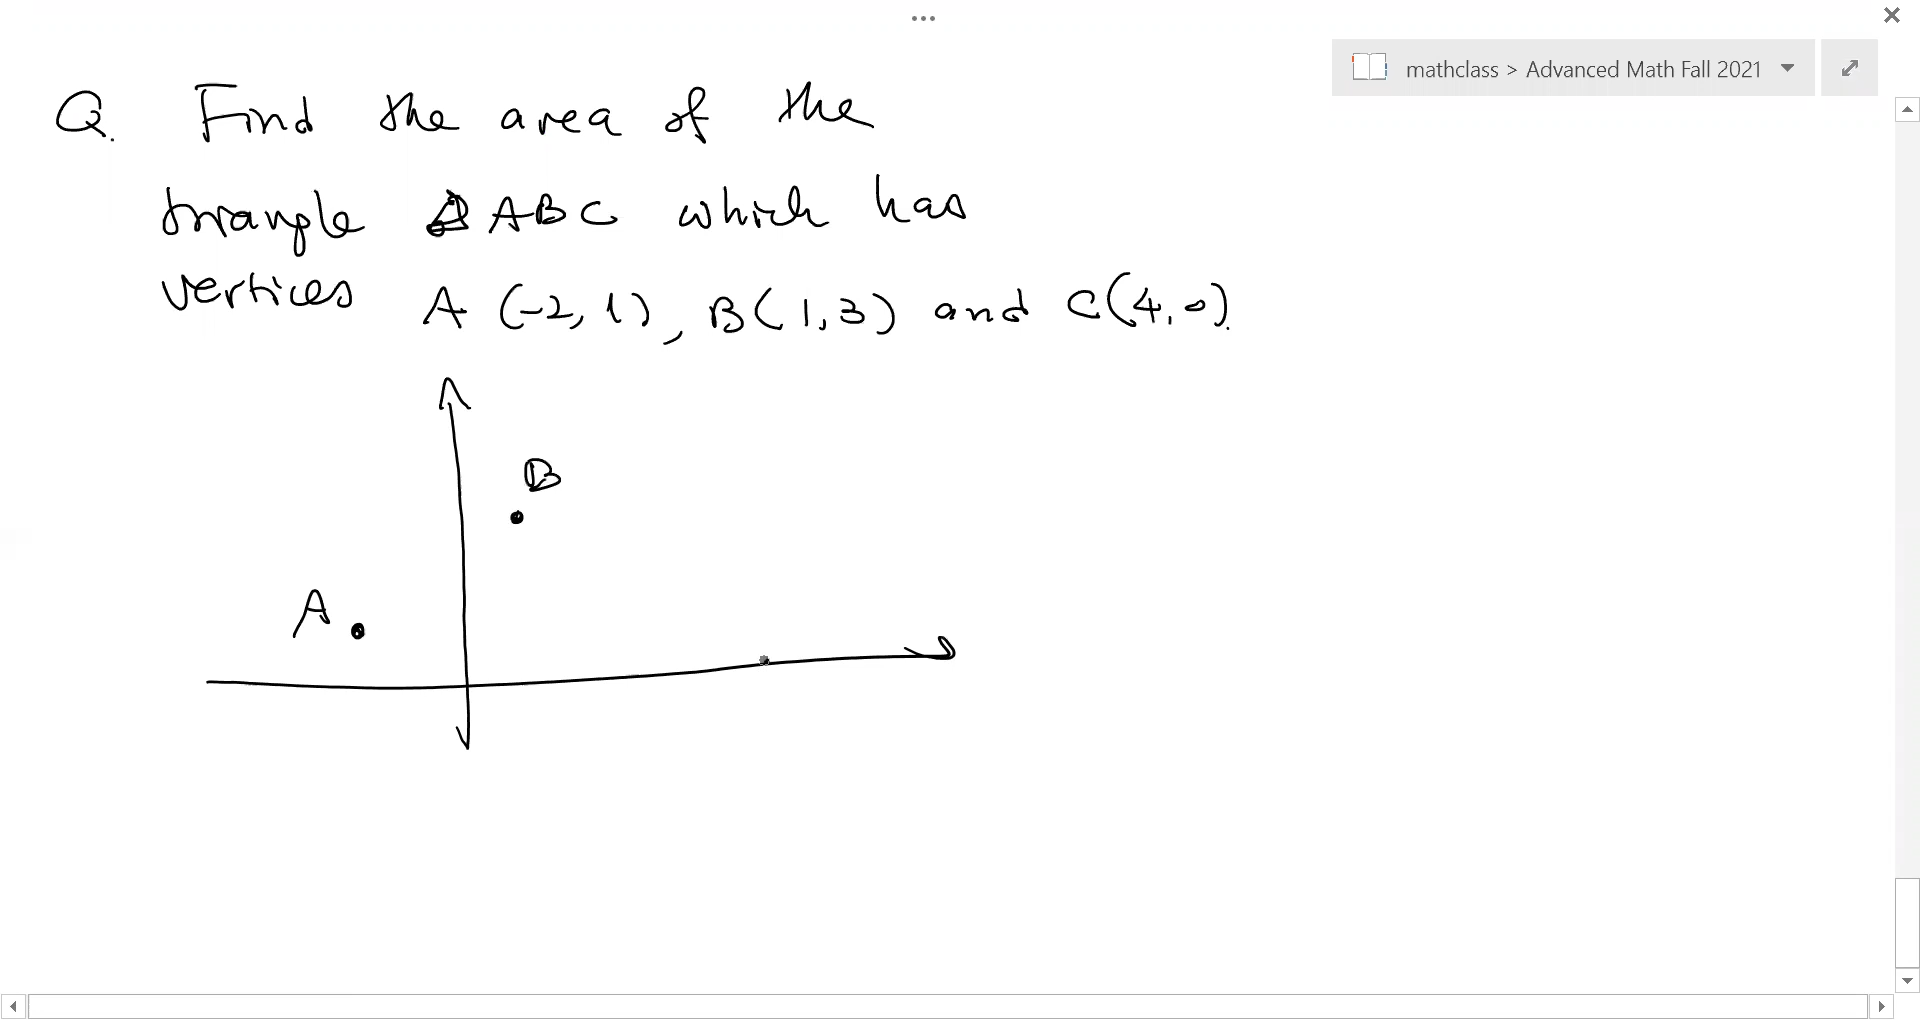 mathclass > Advanced Math Fall 2021
Q. Find the area of the
triangle △ ABC which has
vertices A (-2, 1), B(1,3) and C(4,0).
B
A